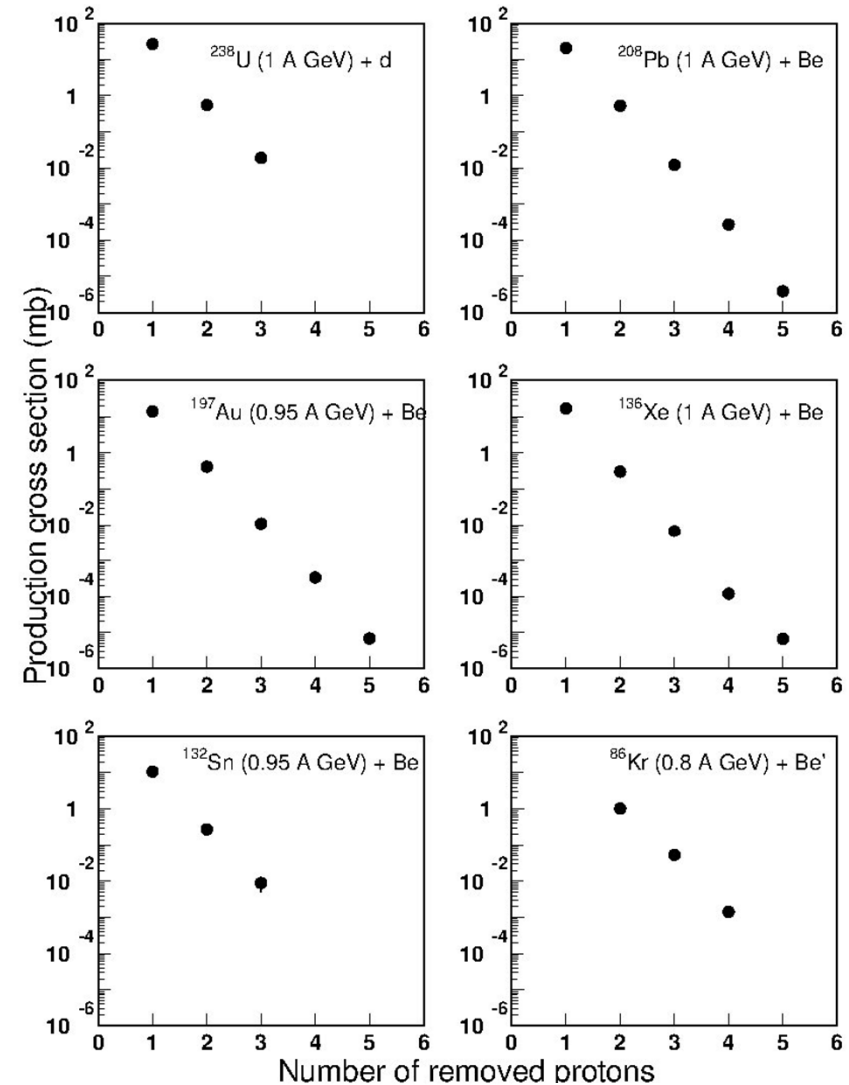 Production cross section (mb)
²³⁸U (1 A GeV) + d
10 ²
1
10 -2
10 -4
10 -6
0 1 2 3 4 5 6
²⁰⁸Pb (1 A GeV) + Be
10 ²
1
10 -2
10 -4
10 -6
0 1 2 3 4 5 6
¹⁹⁷Au (0.95 A GeV) + Be
10 ²
1
10 -2
10 -4
10 -6
0 1 2 3 4 5 6
¹³⁶Xe (1 A GeV) + Be
10 ²
1
10 -2
10 -4
10 -6
0 1 2 3 4 5 6
¹³²Sn (0.95 A GeV) + Be
10 ²
1
10 -2
10 -4
10 -6
0 1 2 3 4 5 6
⁸⁶Kr (0.8 A GeV) + Be'
10 ²
1
10 -2
10 -4
10 -6
0 1 2 3 4 5 6
Number of removed protons